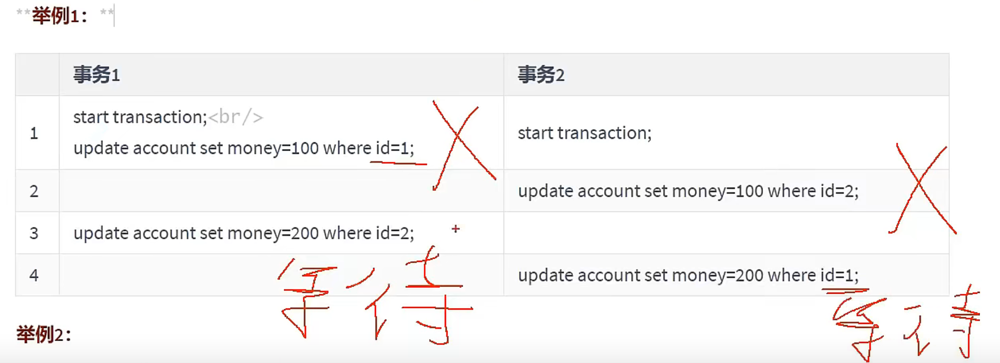 **举例1： **
事务1 事务2
start transaction;<br/>
1 start transaction;
update account set money=100 where id=1;
X
X
2 update account set money=100 where id=2;
3 update account set money=200 where id=2;
4 update account set money=200 where id=1;
等待
等待
举例2：